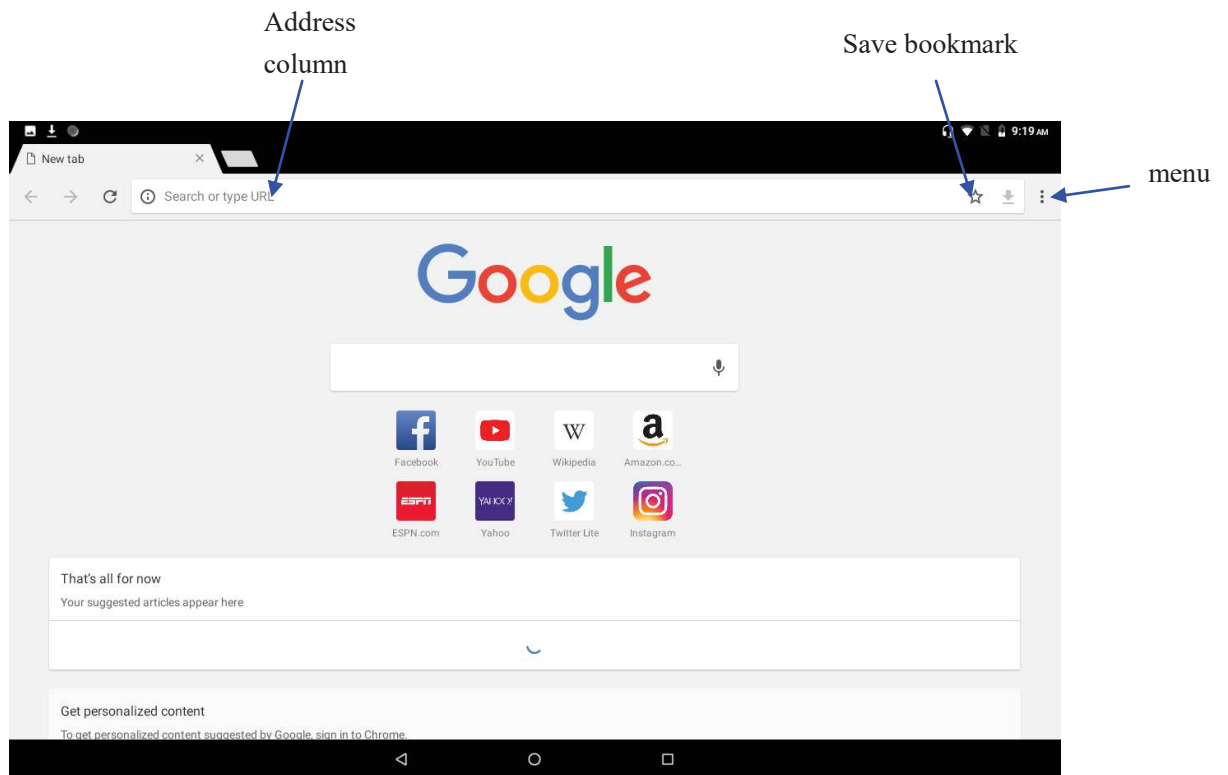 Address
column
Save bookmark
9:19 AM
New tab
menu
Search or type URL
Google
Facebook
YouTube
W
Wikipedia
a
Amazon.co...
ESPN
ESPN.com
YAHOO!
Yahoo
Twitter Lite
Instagram
That's all for now
Your suggested articles appear here
Get personalized content
To get personalized content suggested by Google, sign in to Chrome.